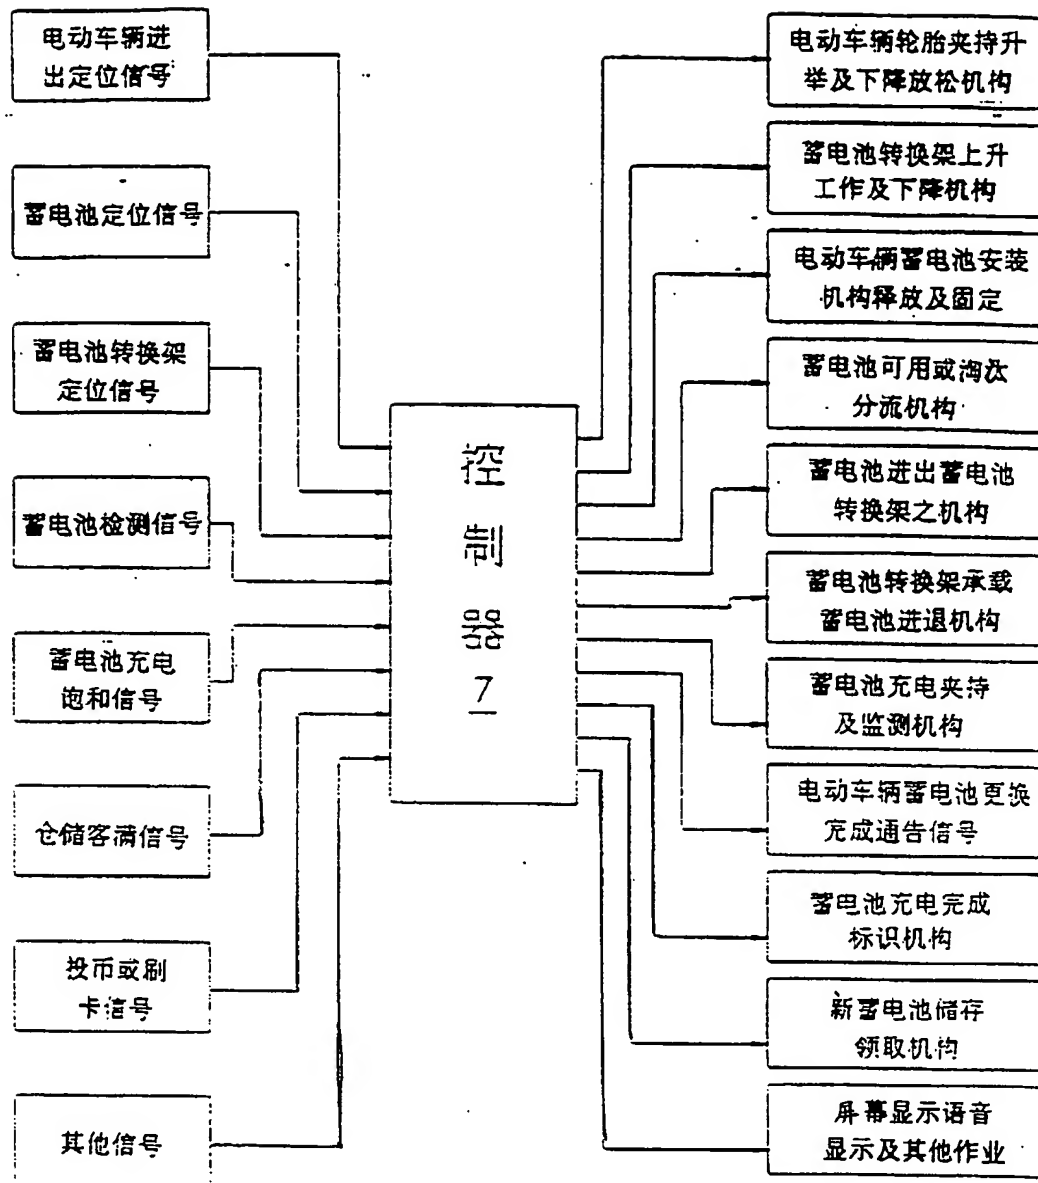 电动车辆进
出定位信号
蓄电池定位信号
蓄电池转换架
定位信号
蓄电池检测信号
蓄电池充电
饱和信号
仓储客满信号
投币或刷
卡信号
其他信号
控
制
器
7
电动车辆轮胎夹持升
举及下降放松机构
蓄电池转换架上升
工作及下降机构
电动车辆蓄电池安装
机构释放及固定
蓄电池可用或淘汰
分流机构
蓄电池进出蓄电池
转换架之机构
蓄电池转换架承载
蓄电池进退机构
蓄电池充电夹持
及监测机构
电动车辆蓄电池更换
完成通告信号
蓄电池充电完成
标识机构
新蓄电池储存
领取机构
屏幕显示语音
显示及其他作业